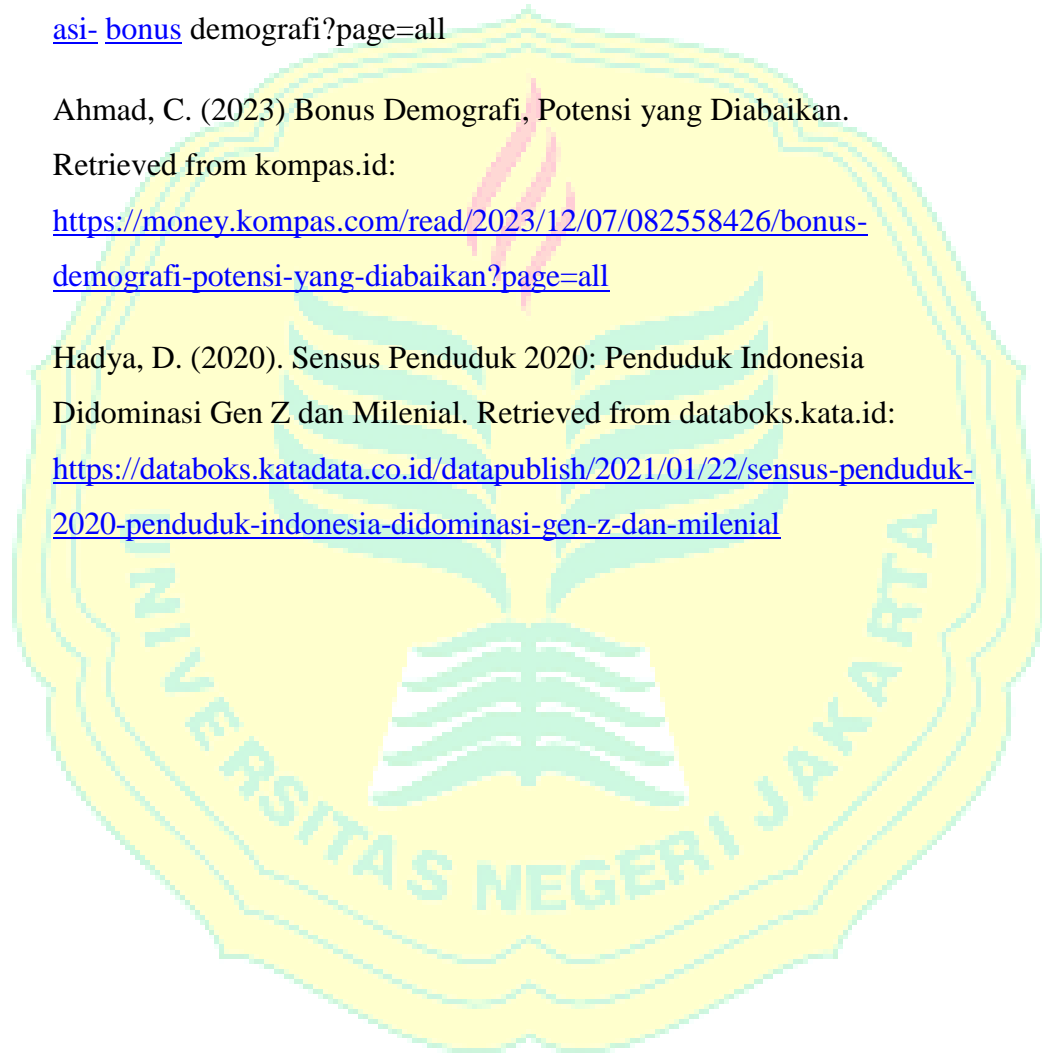 asi- bonus demografi?page=all
Ahmad, C. (2023) Bonus Demografi, Potensi yang Diabaikan.
Retrieved from kompas.id:
https://money.kompas.com/read/2023/12/07/082558426/bonus-
demografi-potensi-yang-diabaikan?page=all
Hadya, D. (2020). Sensus Penduduk 2020: Penduduk Indonesia
Didominasi Gen Z dan Milenial. Retrieved from databoks.kata.id:
https://databoks.katadata.co.id/datapublish/2021/01/22/sensus-penduduk-
2020-penduduk-indonesia-didominasi-gen-z-dan-milenial
UNIVERSITAS NEGERI JAKARTA